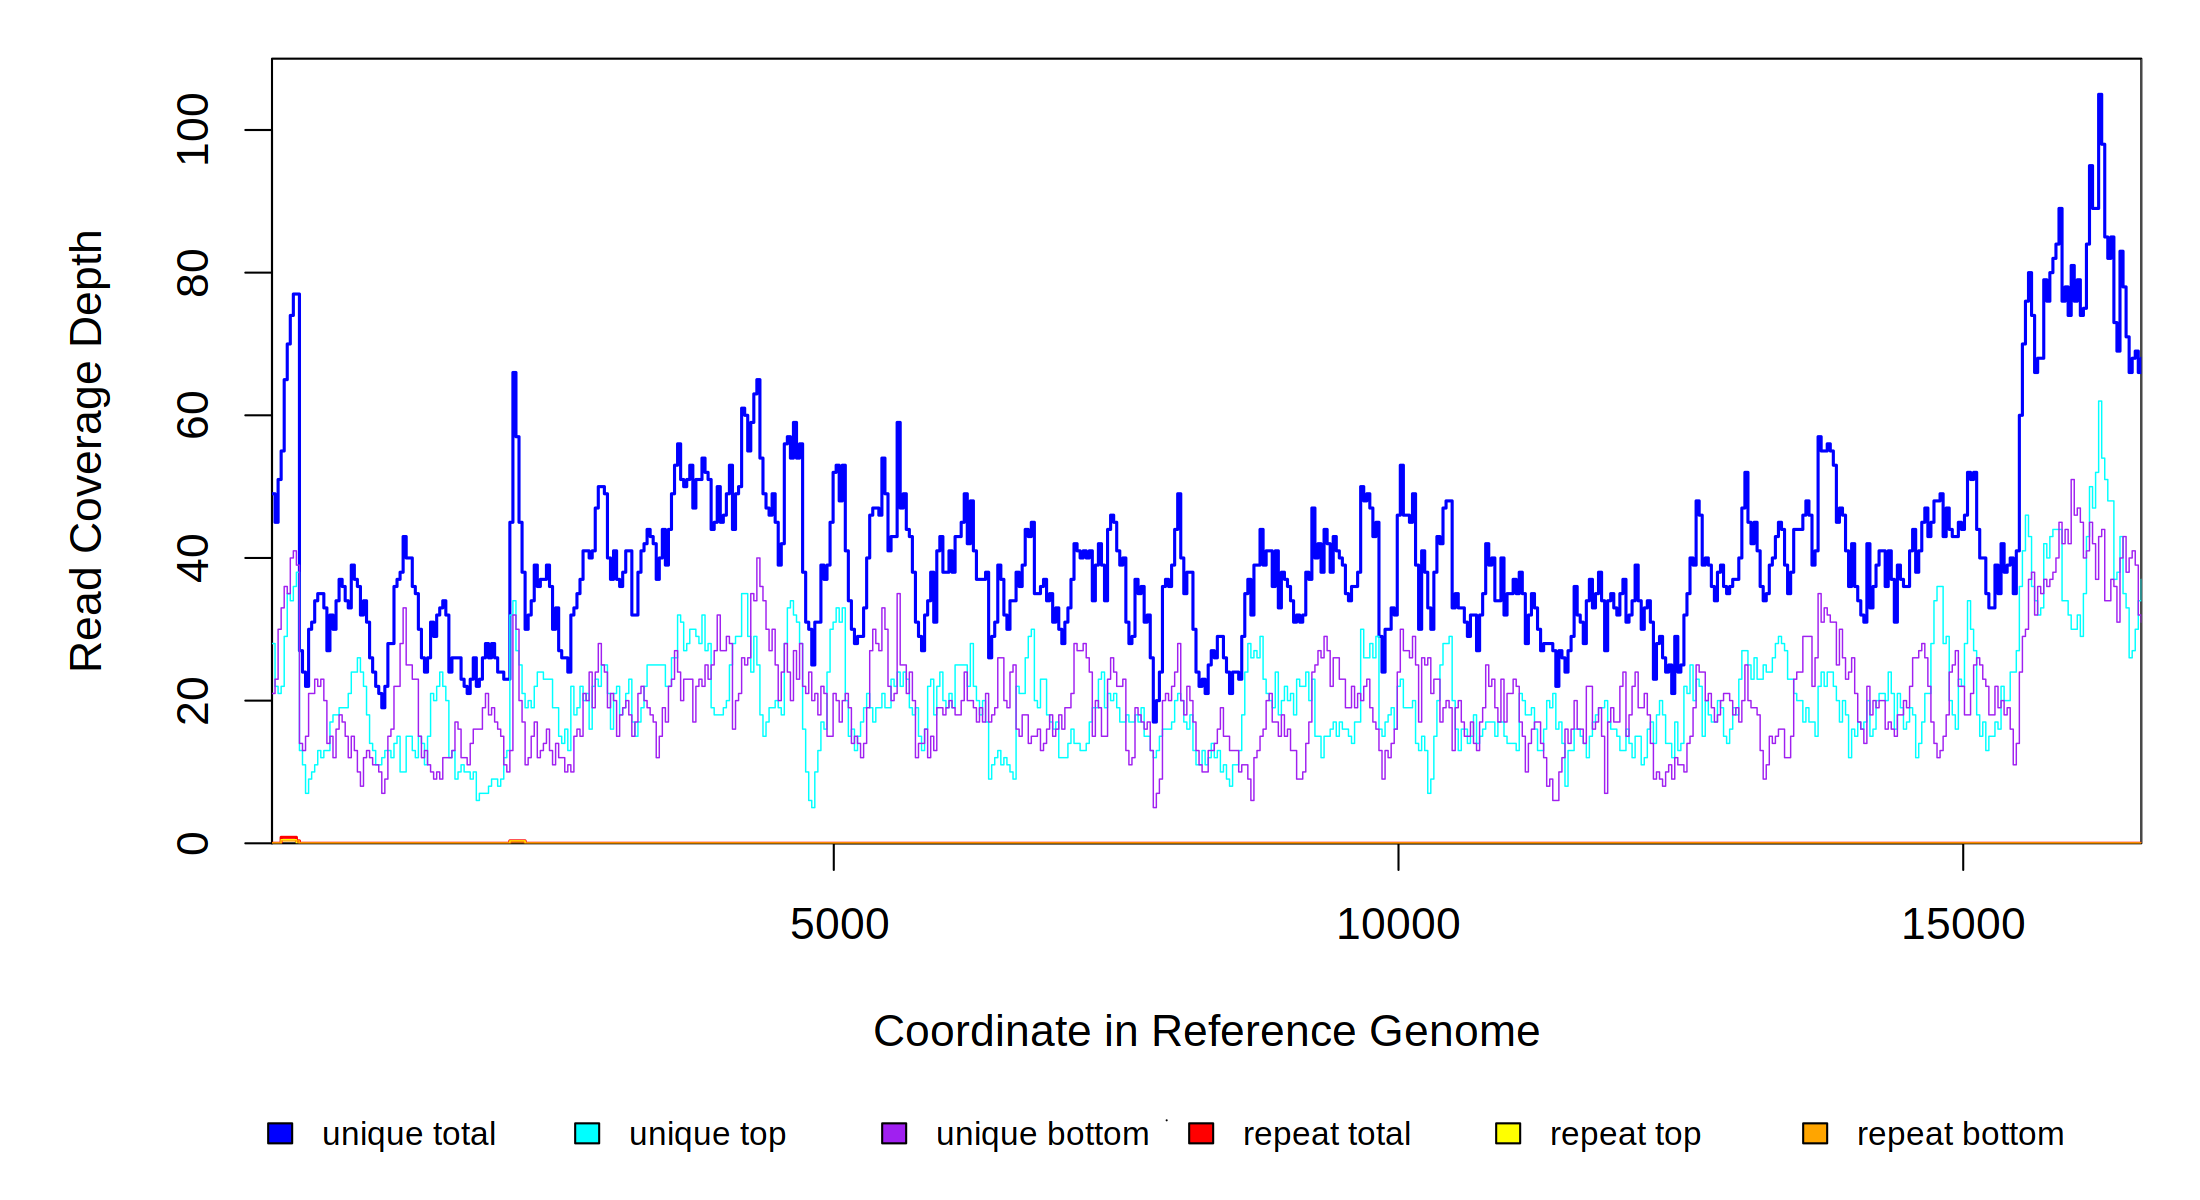 Read Coverage Depth
100
80
60
40
20
0
5000 10000 15000
Coordinate in Reference Genome
unique total unique top unique bottom repeat total repeat top repeat bottom